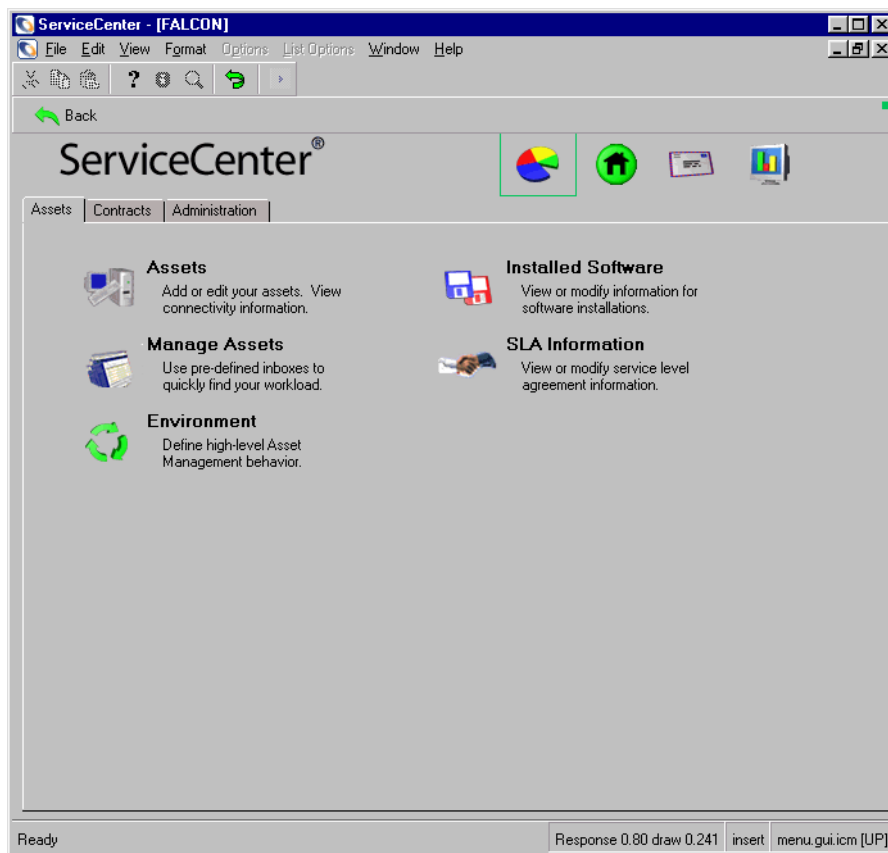 ServiceCenter - [FALCON]
File Edit View Format Options List Options Window Help
?
Back
ServiceCenter®
Assets Contracts Administration
Assets
Add or edit your assets. View
connectivity information.
Installed Software
View or modify information for
software installations.
Manage Assets
Use pre-defined inboxes to
quickly find your workload.
SLA Information
View or modify service level
agreement information.
Environment
Define high-level Asset
Management behavior.
Ready
Response 0.80 draw 0.241 insert menu.gui.icm [UP]